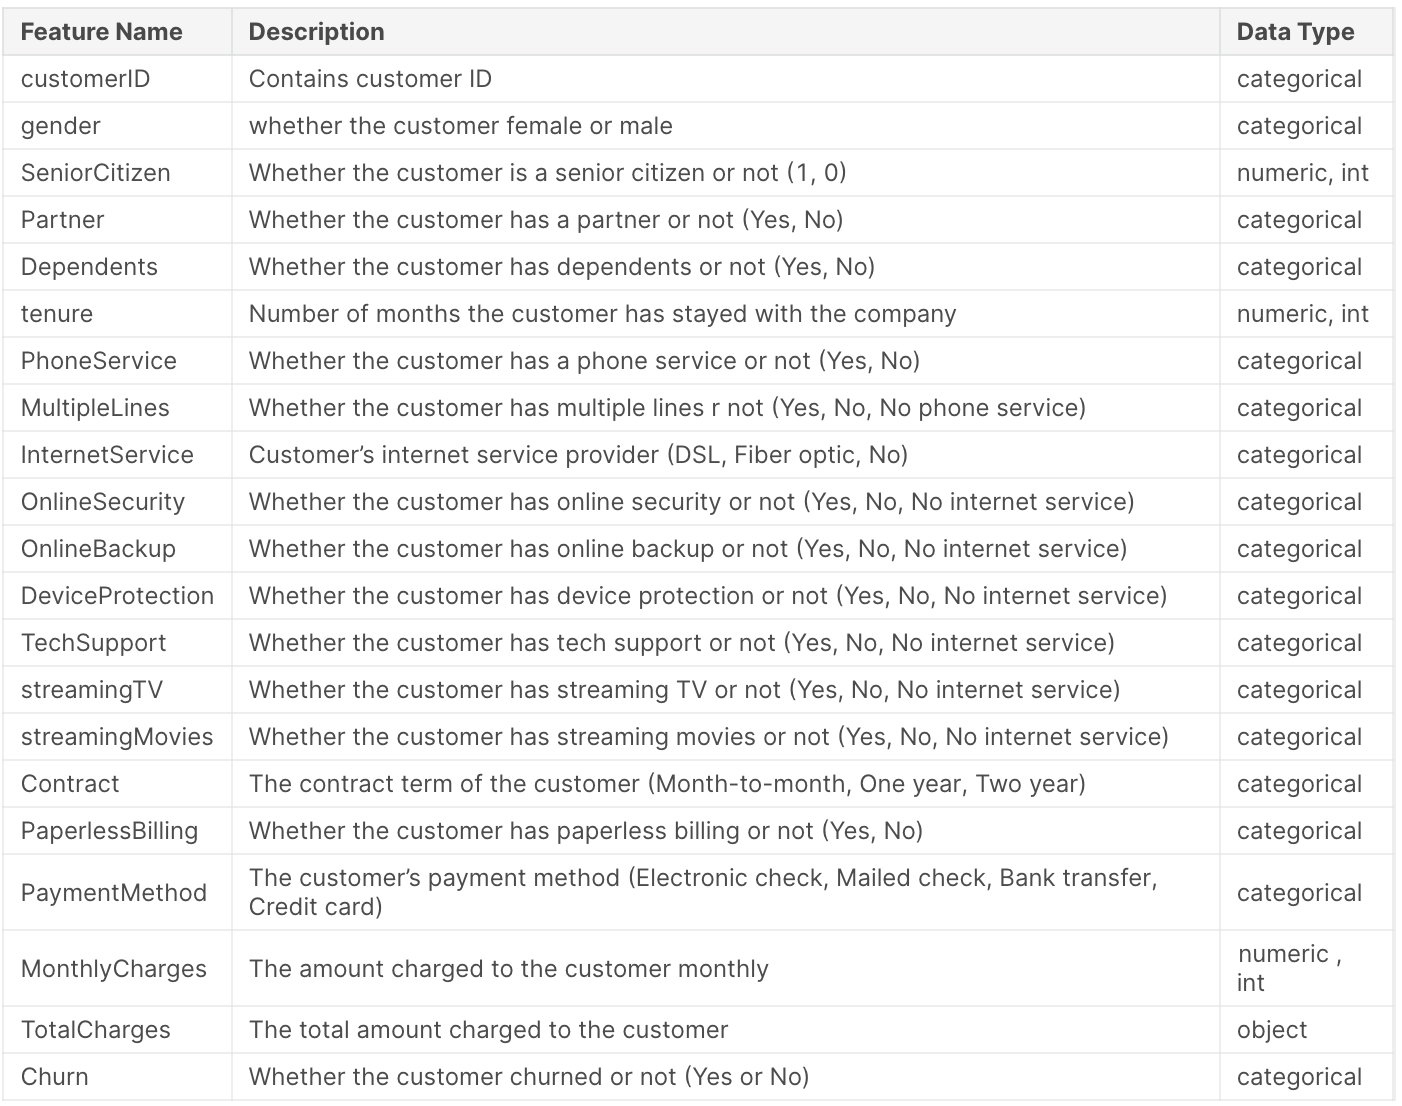 Feature Name Description Data Type
customerID Contains customer ID categorical
gender whether the customer female or male categorical
SeniorCitizen Whether the customer is a senior citizen or not (1, 0) numeric, int
Partner Whether the customer has a partner or not (Yes, No) categorical
Dependents Whether the customer has dependents or not (Yes, No) categorical
tenure Number of months the customer has stayed with the company numeric, int
PhoneService Whether the customer has a phone service or not (Yes, No) categorical
MultipleLines Whether the customer has multiple lines r not (Yes, No, No phone service) categorical
InternetService Customer’s internet service provider (DSL, Fiber optic, No) categorical
OnlineSecurity Whether the customer has online security or not (Yes, No, No internet service) categorical
OnlineBackup Whether the customer has online backup or not (Yes, No, No internet service) categorical
DeviceProtection Whether the customer has device protection or not (Yes, No, No internet service) categorical
TechSupport Whether the customer has tech support or not (Yes, No, No internet service) categorical
streamingTV Whether the customer has streaming TV or not (Yes, No, No internet service) categorical
streamingMovies Whether the customer has streaming movies or not (Yes, No, No internet service) categorical
Contract The contract term of the customer (Month-to-month, One year, Two year) categorical
PaperlessBilling Whether the customer has paperless billing or not (Yes, No) categorical
PaymentMethod The customer’s payment method (Electronic check, Mailed check, Bank transfer,
Credit card) categorical
MonthlyCharges The amount charged to the customer monthly numeric ,
int
TotalCharges The total amount charged to the customer object
Churn Whether the customer churned or not (Yes or No) categorical